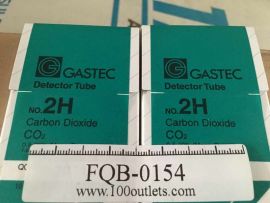 GASTEC
Detector Tube
NO. 2H
Carbon Dioxide
CO₂
GASTEC
Detector Tube
NO. 2H
Carbon Dioxide
CO₂
FQB-0154
www.100outlets.com